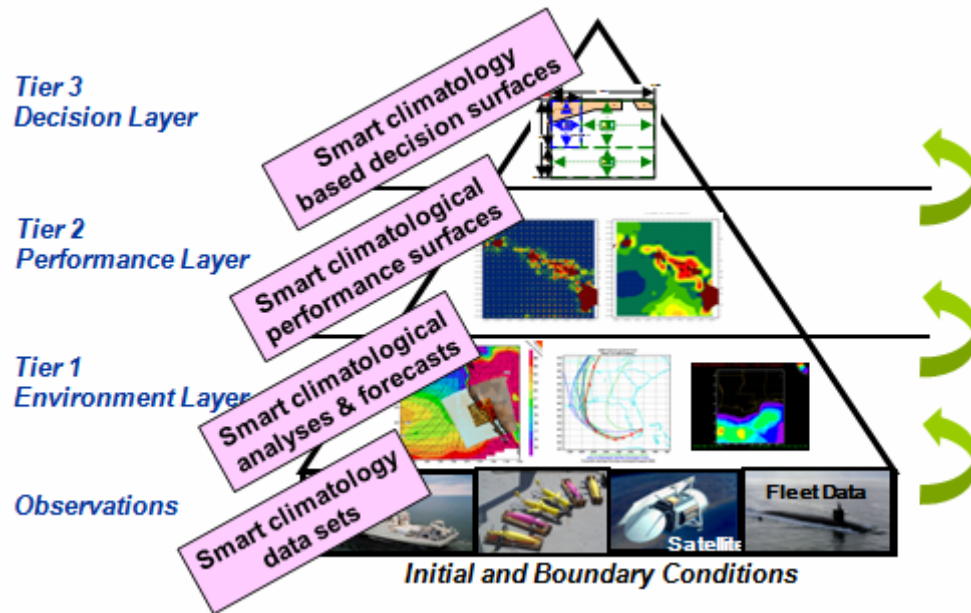 Tier 3
Decision Layer
Smart climatology
based decision surfaces
Tier 2
Performance Layer
Smart climatological
performance surfaces
Tier 1
Environment Layer
Smart climatological
analyses & forecasts
Observations
Smart climatology
data sets
Satellite
Fleet Data
Initial and Boundary Conditions